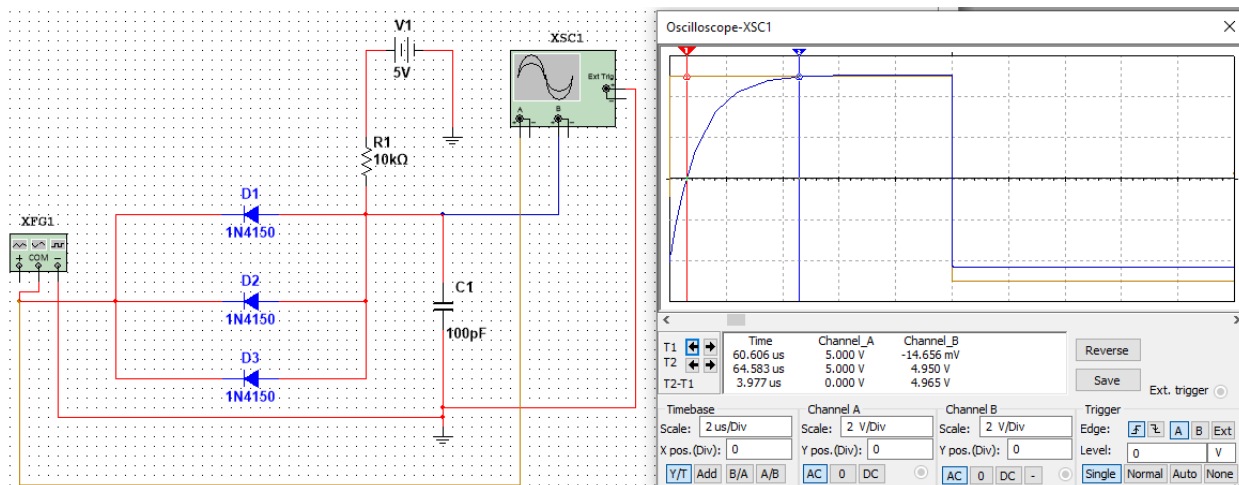 V1
5V
XSC1
Ext Trig
A
B
R1
10kΩ
D1
1N4150
XFG1
COM
D2
1N4150
C1
100pF
D3
1N4150
Oscilloscope-XSC1
1
2
T1
T2
T2-T1
Time Channel_A Channel_B
60.606 us 5.000 V -14.656 mV
64.583 us 5.000 V 4.950 V
3.977 us 0.000 V 4.965 V
Reverse
Save
Ext. trigger
Timebase
Scale: 2 us/Div
X pos.(Div): 0
Y/T Add B/A A/B
Channel A
Scale: 2 V/Div
Y pos.(Div): 0
AC 0 DC
Channel B
Scale: 2 V/Div
Y pos.(Div): 0
AC 0 DC -
Trigger
Edge: A B Ext
Level: 0 V
Single Normal Auto None